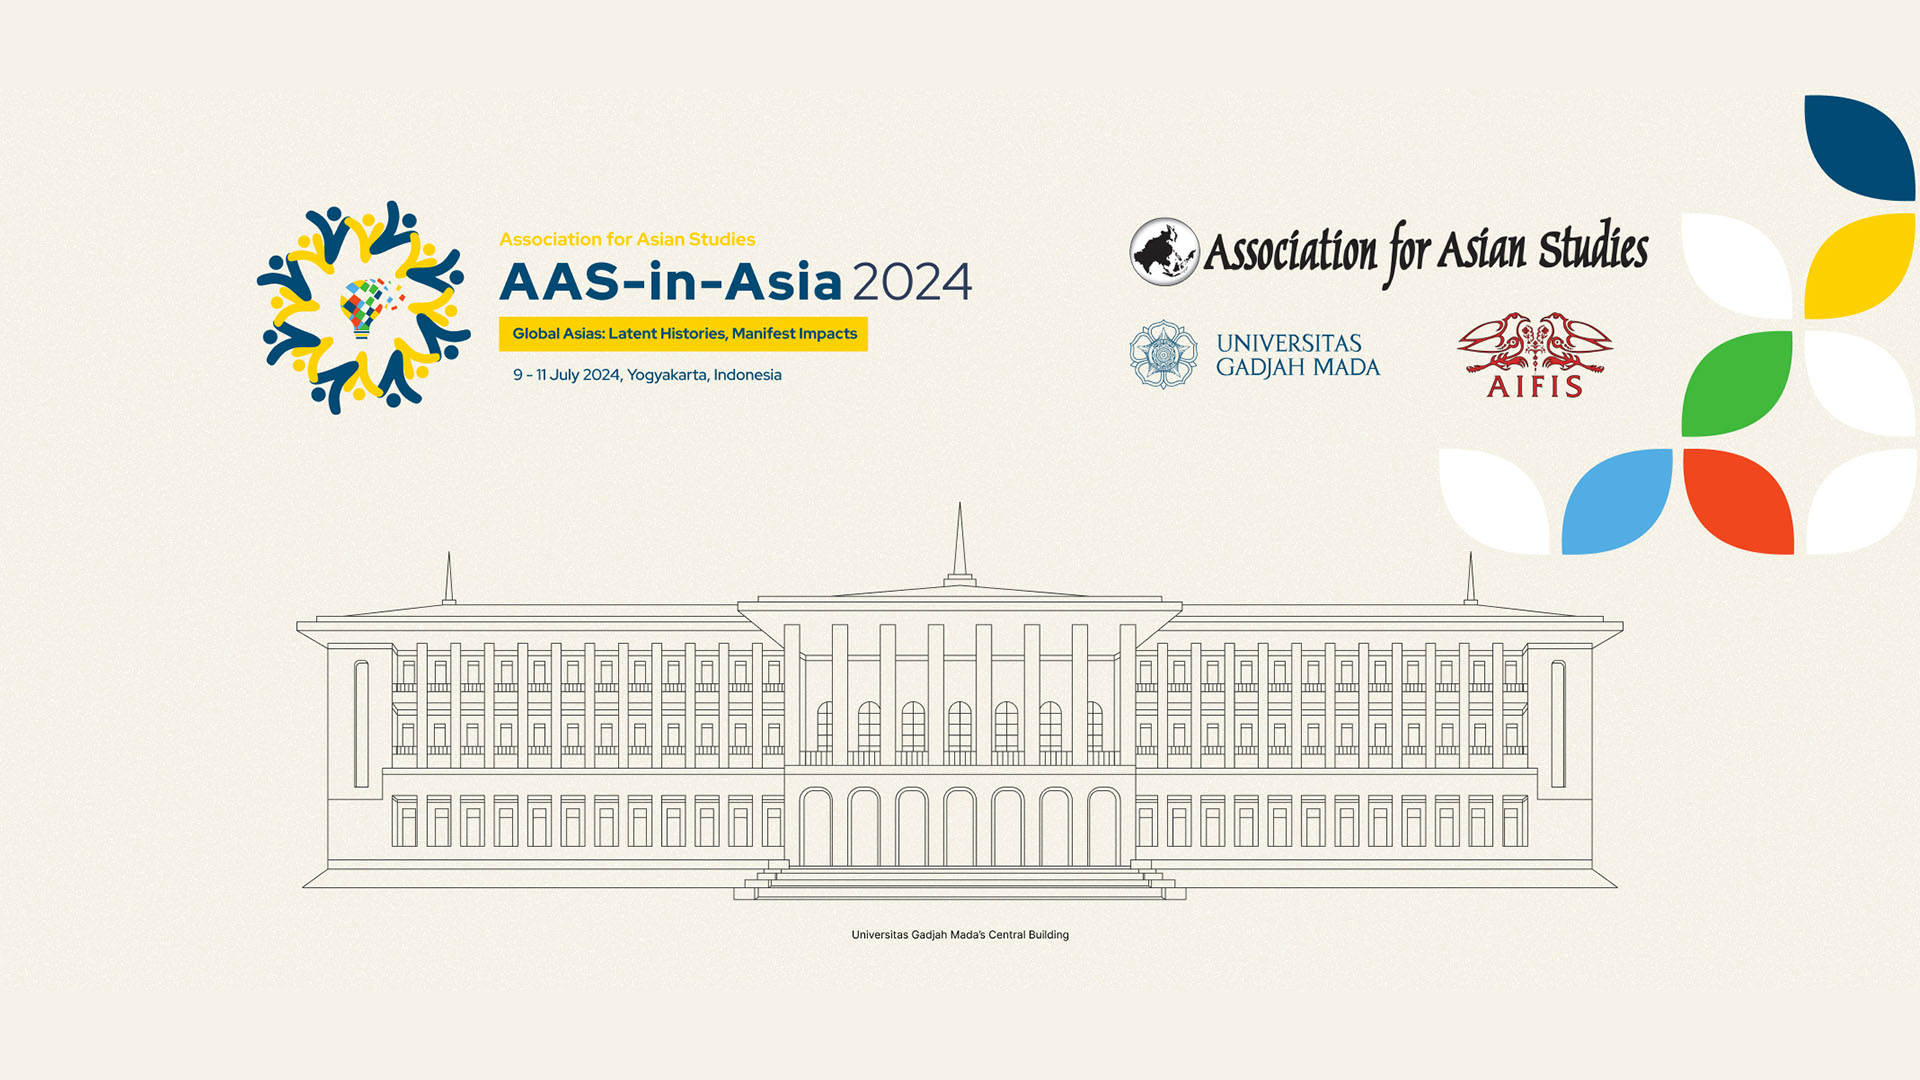 Association for Asian Studies
AAS-in-Asia 2024
Global Asias: Latent Histories, Manifest Impacts
9 - 11 July 2024, Yogyakarta, Indonesia
Association for Asian Studies
UNIVERSITAS
GADJAH MADA
AIFIS
Universitas Gadjah Mada's Central Building